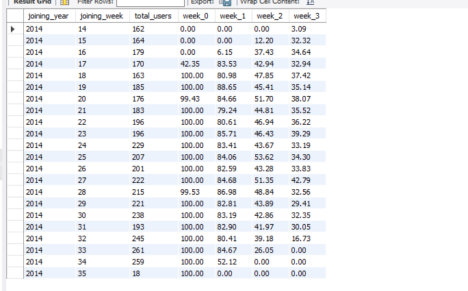 Result Grid Filter Rows: Export: Wrap Cell Content:
joining_year joining_week total_users week_0 week_1 week_2 week_3
2014 14 162 0.00 0.00 0.00 3.09
2014 15 164 0.00 0.00 12.20 32.32
2014 16 179 0.00 6.15 37.43 34.64
2014 17 170 42.35 83.53 42.94 32.94
2014 18 163 100.00 80.98 47.85 37.42
2014 19 185 100.00 88.65 45.41 35.14
2014 20 176 99.43 84.66 51.70 38.07
2014 21 183 100.00 79.24 44.81 35.52
2014 22 196 100.00 80.61 46.94 36.22
2014 23 196 100.00 85.71 46.43 39.29
2014 24 229 100.00 83.41 43.67 33.19
2014 25 207 100.00 84.06 53.62 34.30
2014 26 201 100.00 82.59 43.28 33.83
2014 27 222 100.00 84.68 51.35 42.79
2014 28 215 99.53 86.98 48.84 32.56
2014 29 221 100.00 82.81 43.89 29.41
2014 30 238 100.00 83.19 42.86 32.35
2014 31 193 100.00 82.90 41.97 30.05
2014 32 245 100.00 80.41 39.18 16.73
2014 33 261 100.00 84.67 26.05 0.00
2014 34 259 100.00 52.12 0.00 0.00
2014 35 18 100.00 0.00 0.00 0.00